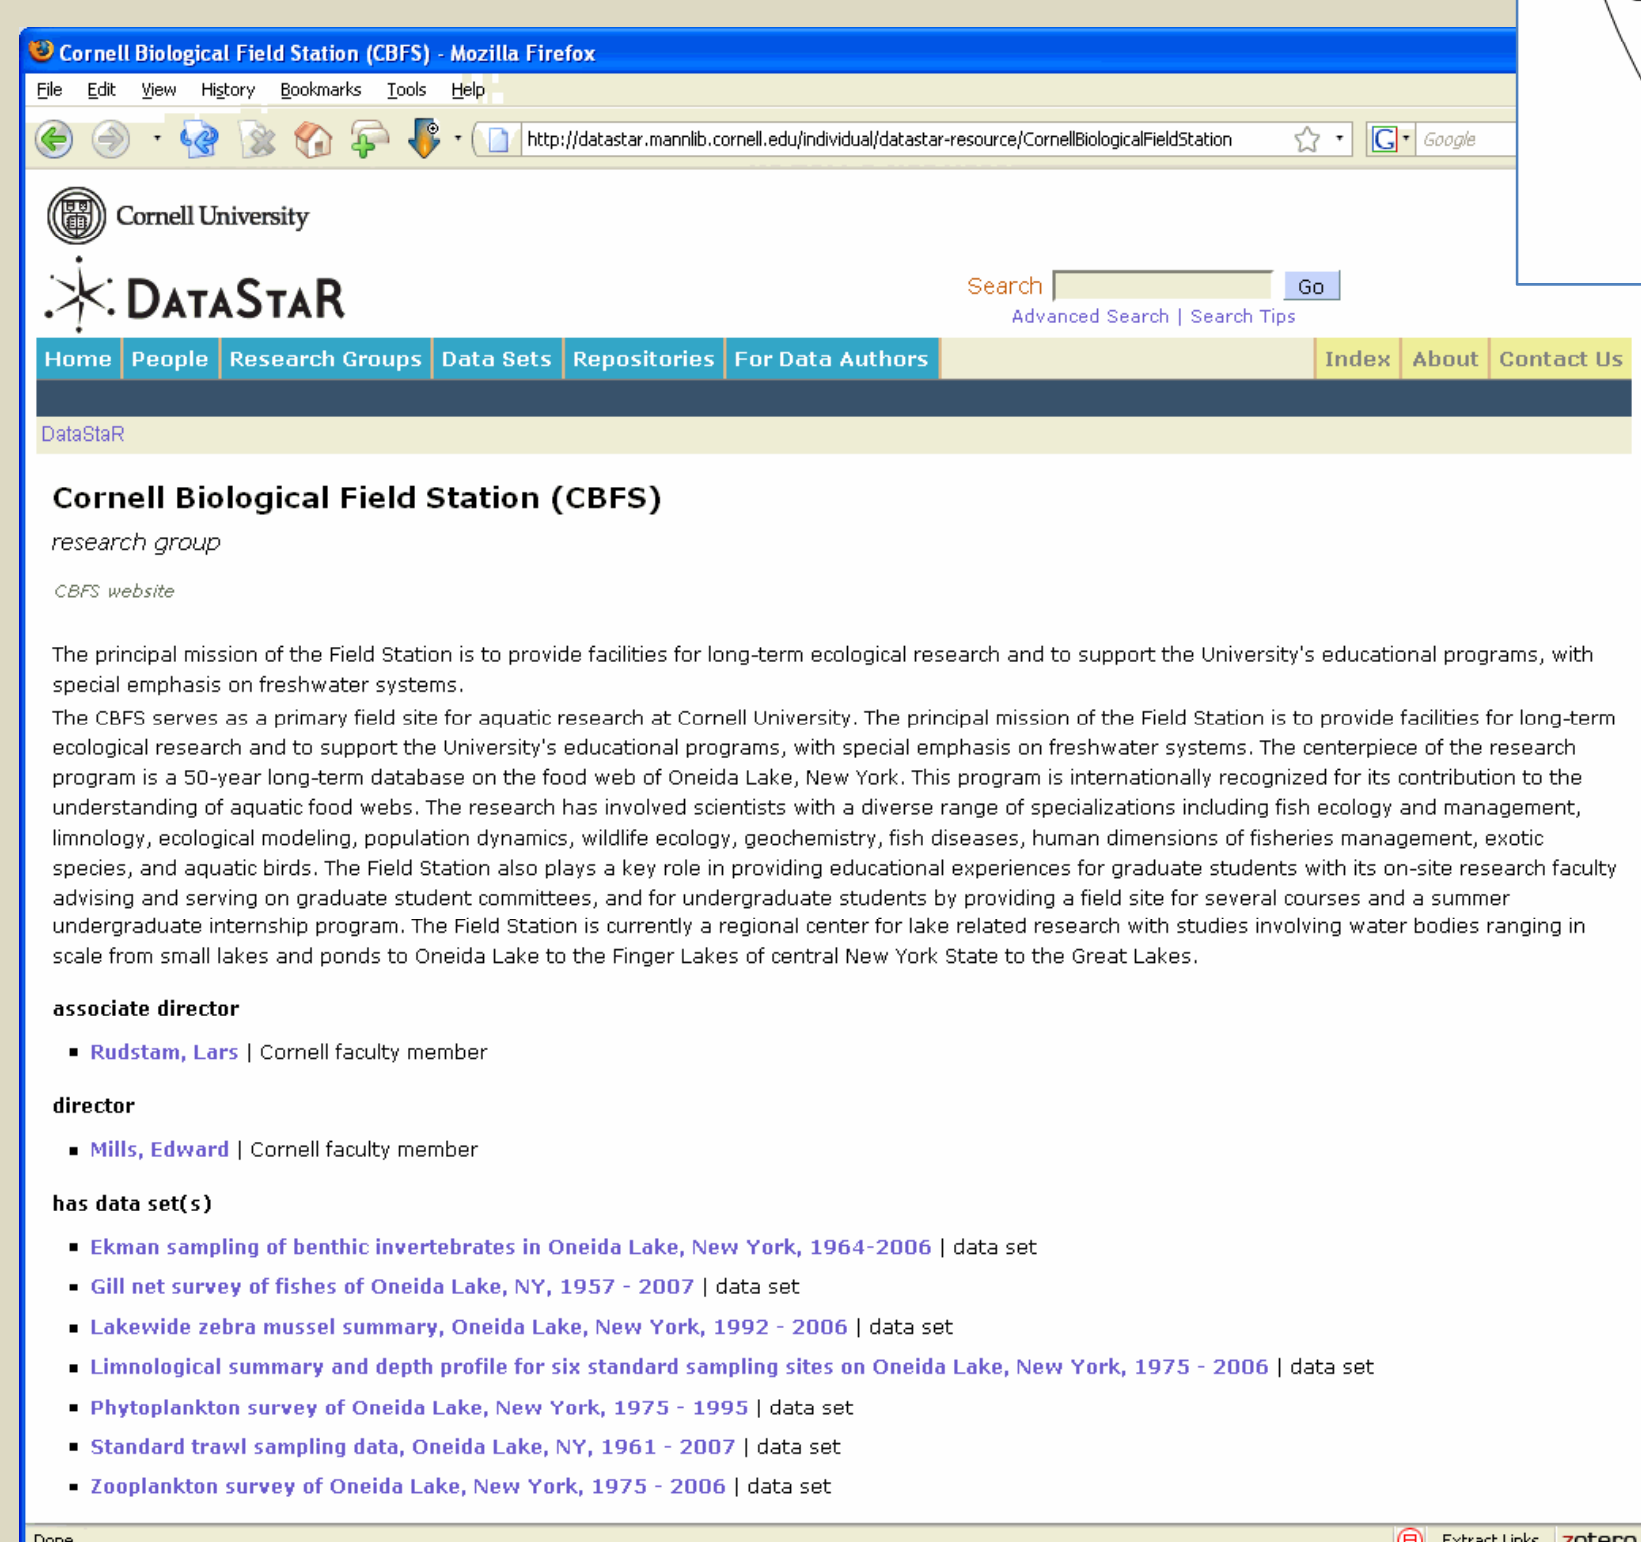 Cornell Biological Field Station (CBFS) - Mozilla Firefox
File Edit View History Bookmarks Tools Help
http://datastar.mannlib.cornell.edu/individual/datastar-resource/CornellBiologicalFieldStation
G Google
Cornell University
DATASTAR
Search Go
Advanced Search | Search Tips
Home People Research Groups Data Sets Repositories For Data Authors Index About Contact Us
DataStaR
Cornell Biological Field Station (CBFS)
research group
CBFS website
The principal mission of the Field Station is to provide facilities for long-term ecological research and to support the University's educational programs, with
special emphasis on freshwater systems.
The CBFS serves as a primary field site for aquatic research at Cornell University. The principal mission of the Field Station is to provide facilities for long-term
ecological research and to support the University's educational programs, with special emphasis on freshwater systems. The centerpiece of the research
program is a 50-year long-term database on the food web of Oneida Lake, New York. This program is internationally recognized for its contribution to the
understanding of aquatic food webs. The research has involved scientists with a diverse range of specializations including fish ecology and management,
limnology, ecological modeling, population dynamics, wildlife ecology, geochemistry, fish diseases, human dimensions of fisheries management, exotic
species, and aquatic birds. The Field Station also plays a key role in providing educational experiences for graduate students with its on-site research faculty
advising and serving on graduate student committees, and for undergraduate students by providing a field site for several courses and a summer
undergraduate internship program. The Field Station is currently a regional center for lake related research with studies involving water bodies ranging in
scale from small lakes and ponds to Oneida Lake to the Finger Lakes of central New York State to the Great Lakes.
associate director
▪ Rudstam, Lars | Cornell faculty member
director
▪ Mills, Edward | Cornell faculty member
has data set(s)
▪ Ekman sampling of benthic invertebrates in Oneida Lake, New York, 1964-2006 | data set
▪ Gill net survey of fishes of Oneida Lake, NY, 1957 - 2007 | data set
▪ Lakewide zebra mussel summary, Oneida Lake, New York, 1992 - 2006 | data set
▪ Limnological summary and depth profile for six standard sampling sites on Oneida Lake, New York, 1975 - 2006 | data set
▪ Phytoplankton survey of Oneida Lake, New York, 1975 - 1995 | data set
▪ Standard trawl sampling data, Oneida Lake, NY, 1961 - 2007 | data set
▪ Zooplankton survey of Oneida Lake, New York, 1975 - 2006 | data set
Done Extract Links zotero